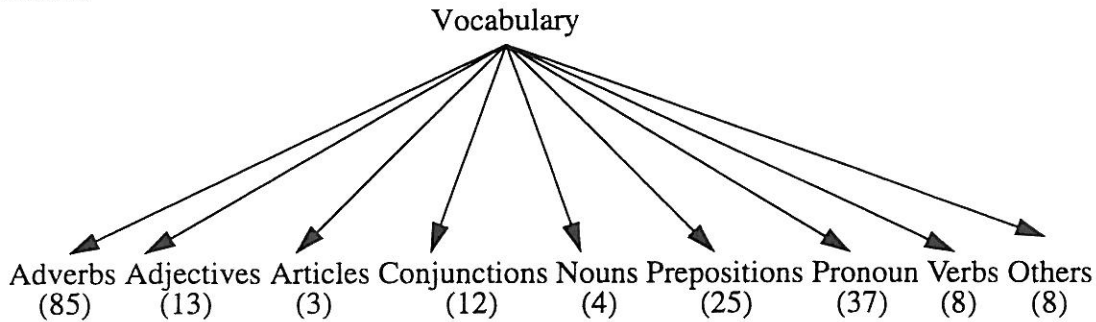 Vocabulary
Adverbs Adjectives Articles Conjunctions Nouns Prepositions Pronoun Verbs Others
(85) (13) (3) (12) (4) (25) (37) (8) (8)